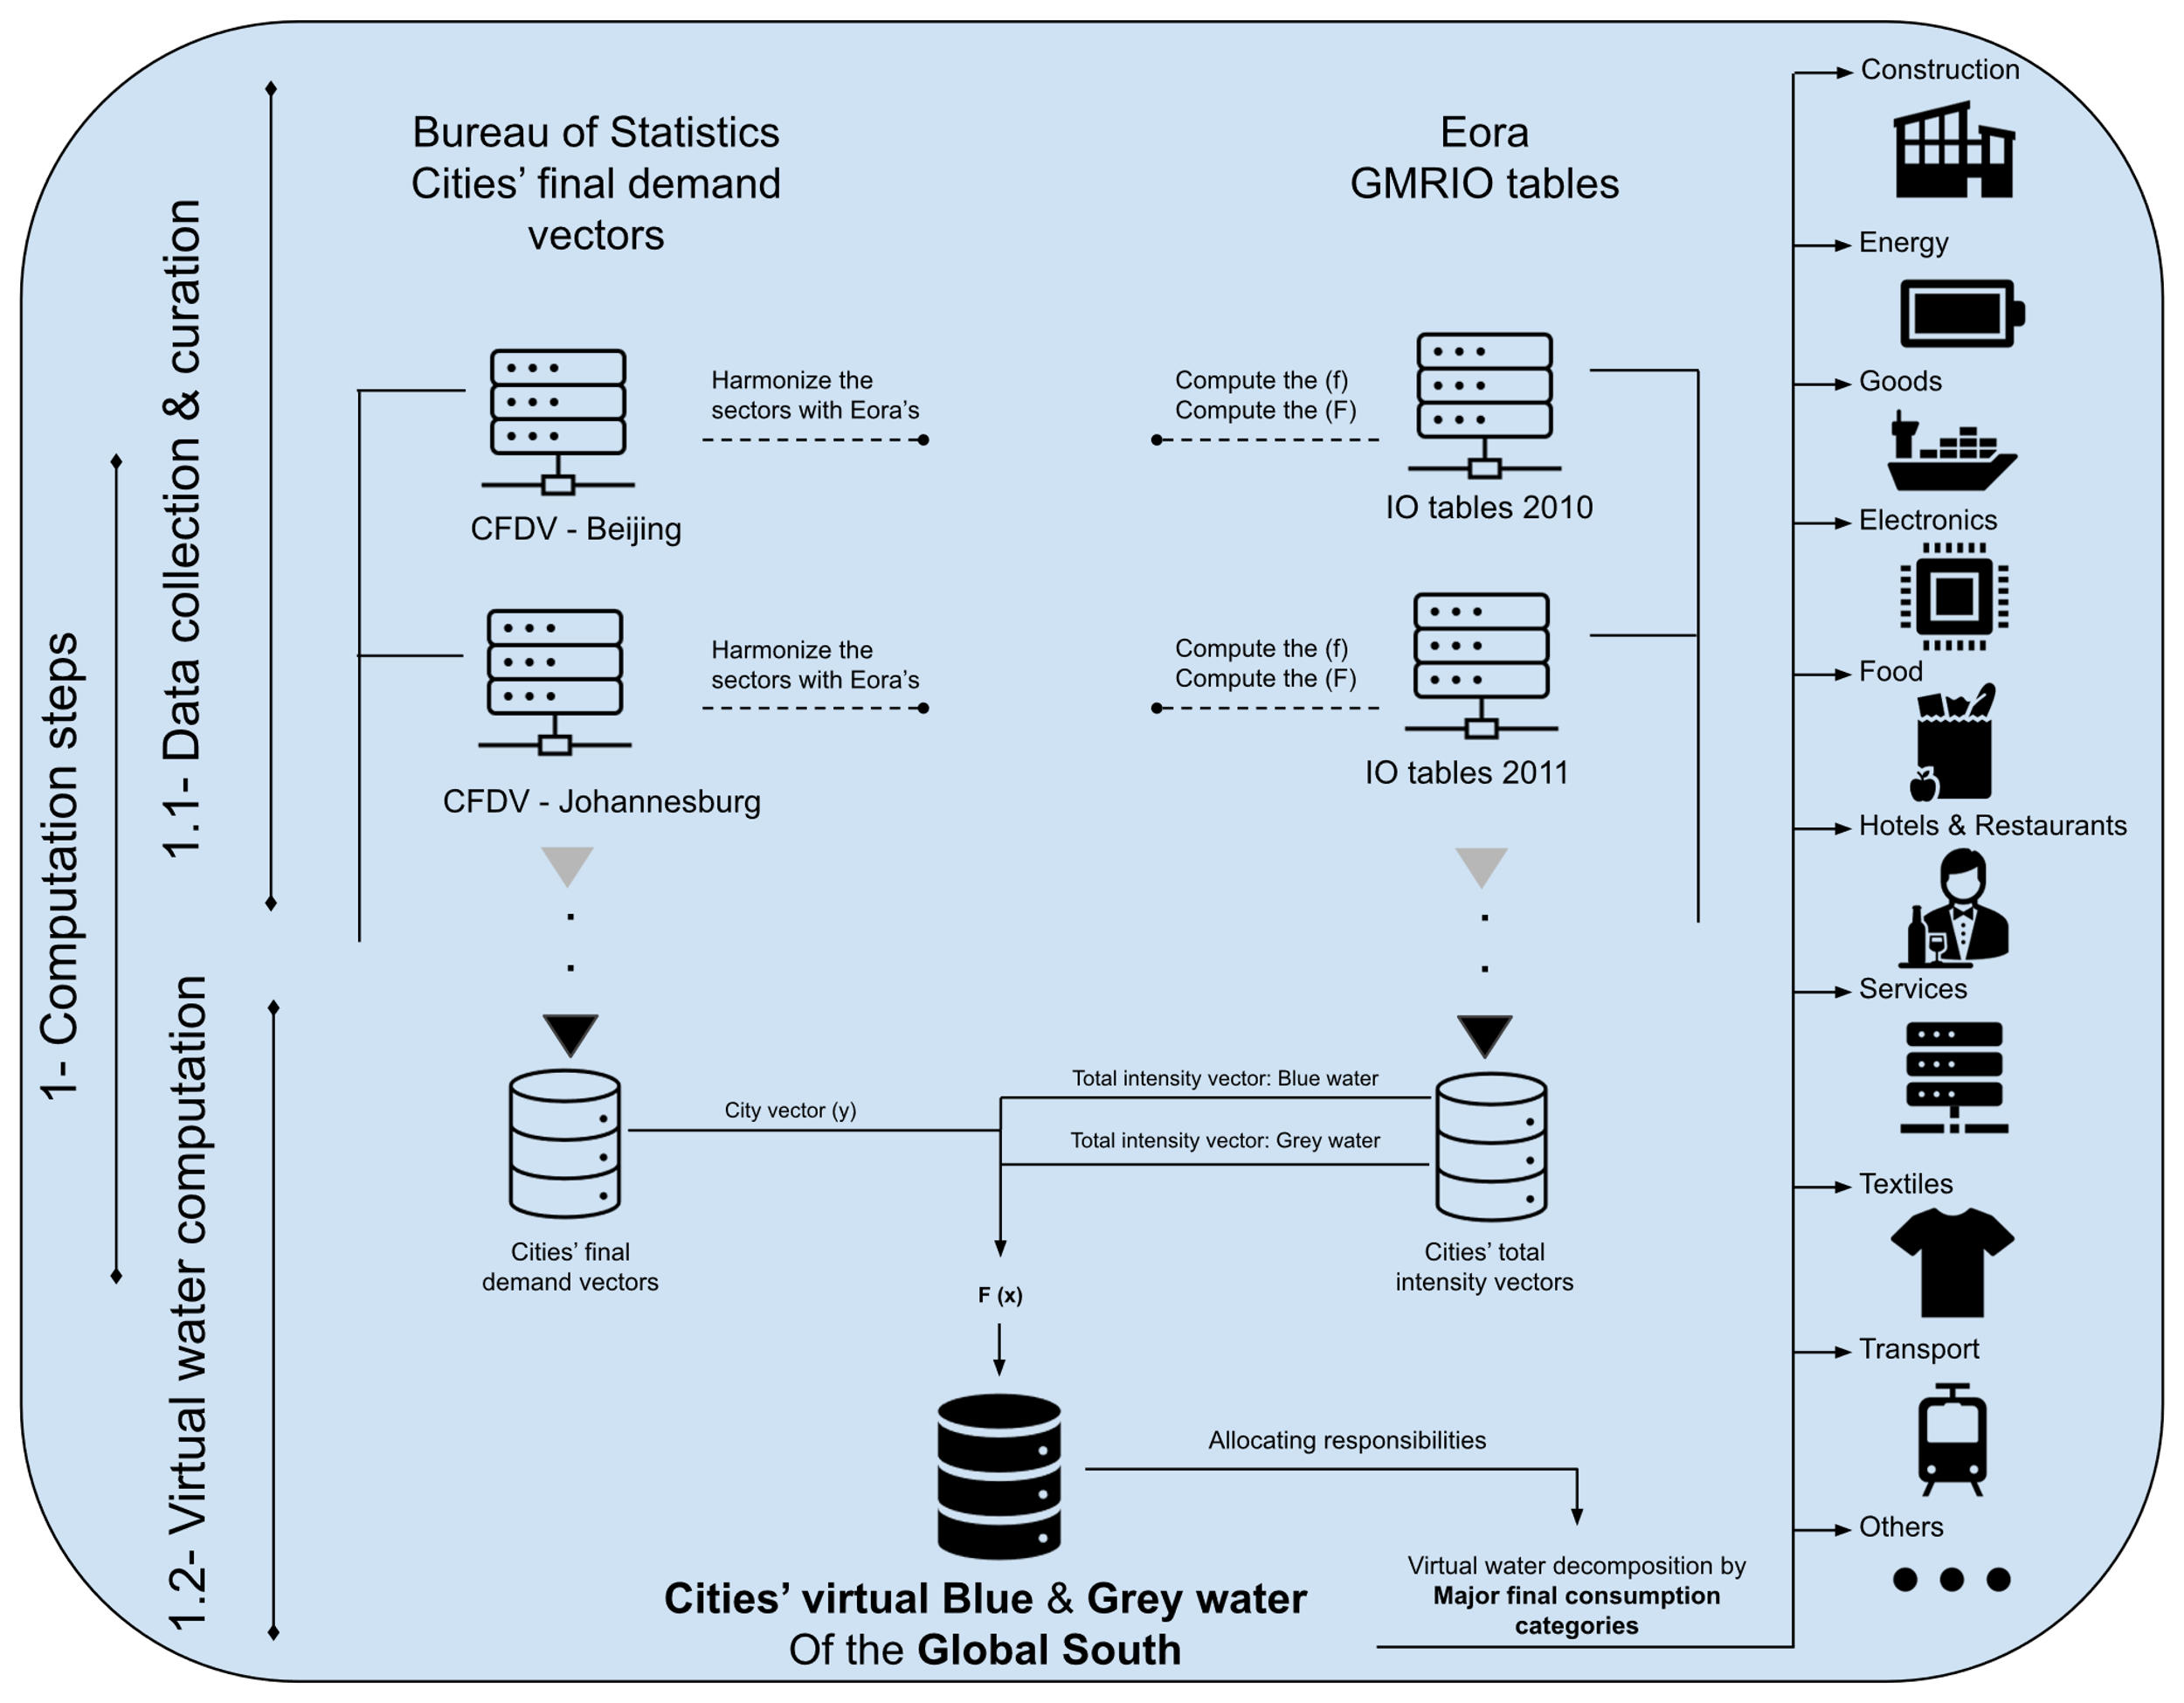 1- Computation steps
1.1- Data collection & curation
1.2- Virtual water computation
Bureau of Statistics
Cities’ final demand
vectors
Eora
GMRIO tables
Harmonize the
sectors with Eora’s
Compute the (f)
Compute the (F)
CFDV - Beijing
IO tables 2010
Harmonize the
sectors with Eora’s
Compute the (f)
Compute the (F)
CFDV - Johannesburg
IO tables 2011
City vector (y)
Total intensity vector: Blue water
Total intensity vector: Grey water
Cities’ final
demand vectors
Cities’ total
intensity vectors
F (x)
Allocating responsibilities
Cities’ virtual Blue & Grey water
Of the Global South
Virtual water decomposition by
Major final consumption
categories
Construction
Energy
Goods
Electronics
Food
Hotels & Restaurants
Services
Textiles
Transport
Others